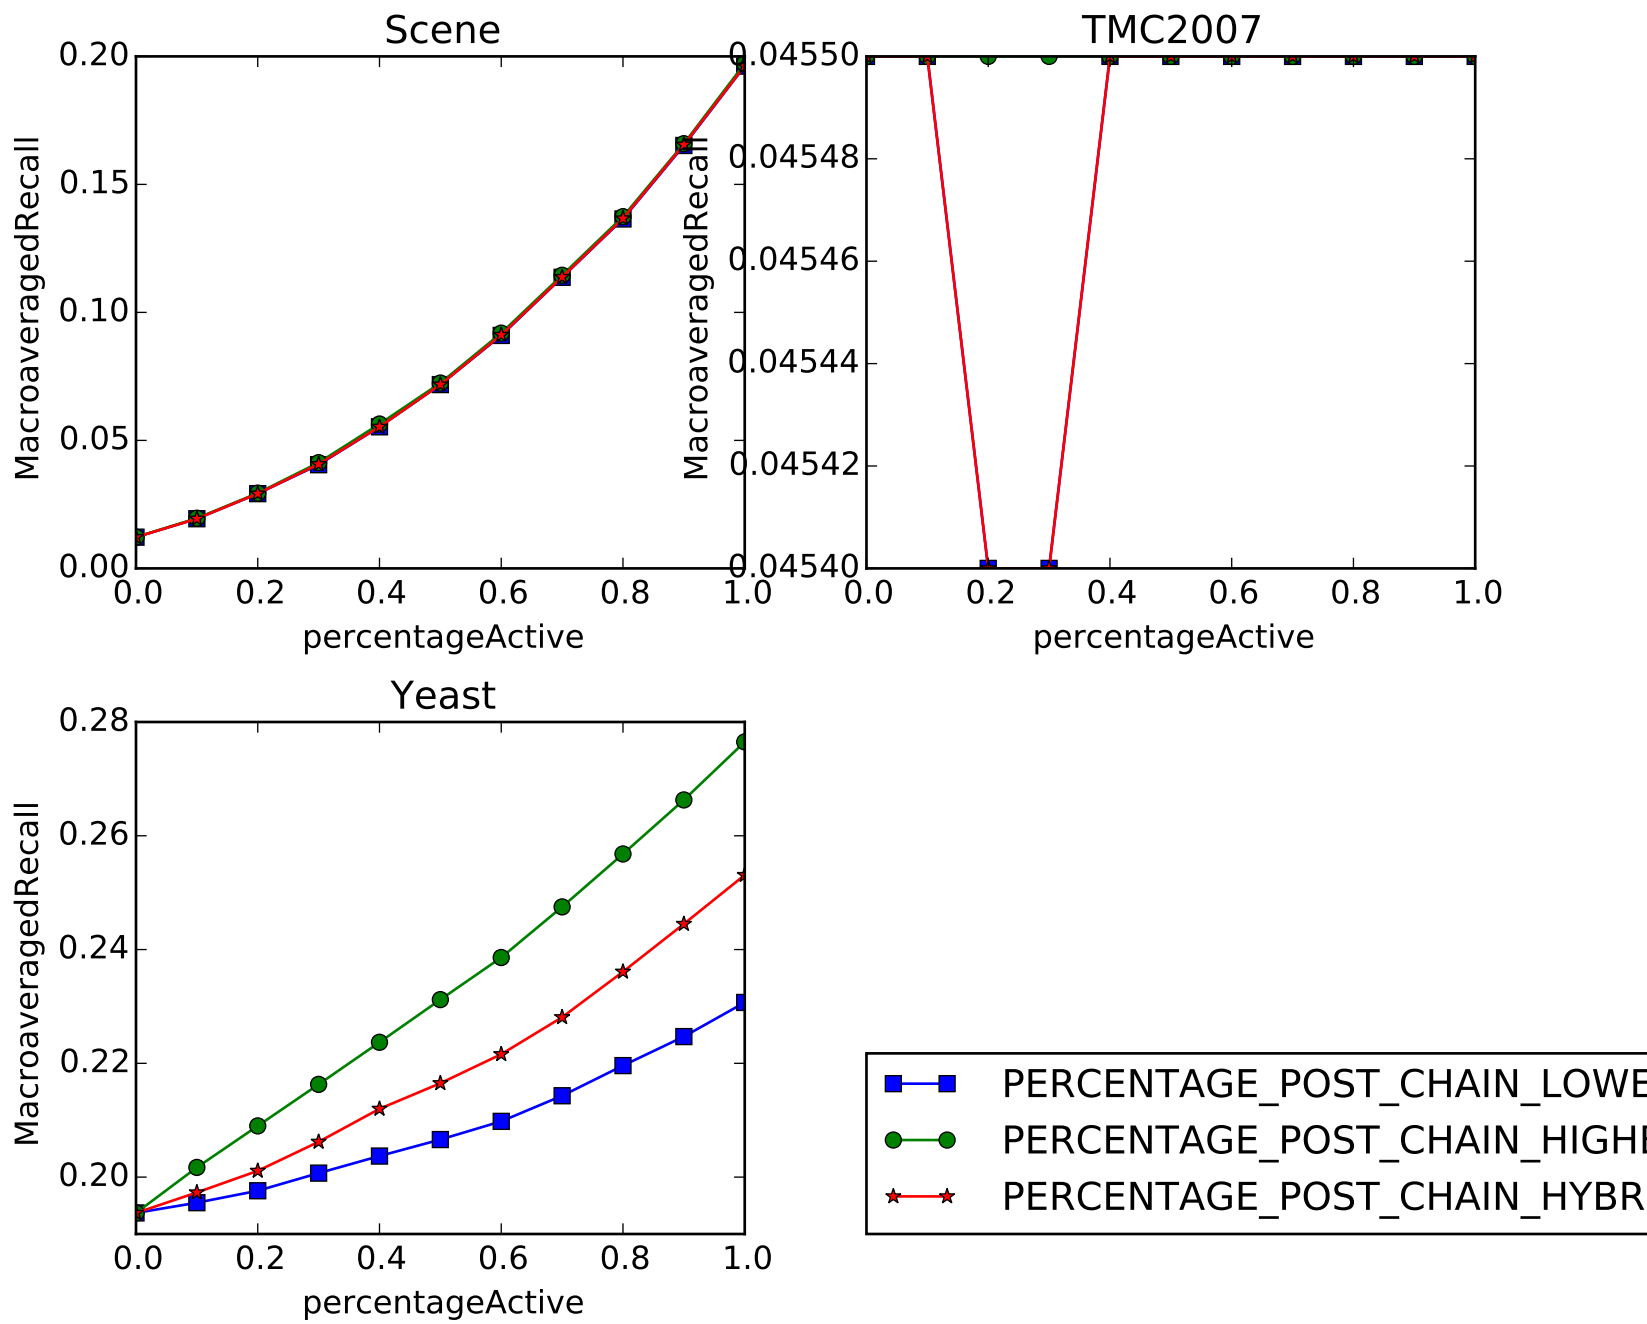 Scene
0.20
0.15
0.10
0.05
0.00
MacroaveragedRecall
0.0 0.2 0.4 0.6 0.8 1.0
percentageActive
TMC2007
0.04550
0.04548
0.04546
0.04544
0.04542
0.04540
MacroaveragedRecall
0.0 0.2 0.4 0.6 0.8 1.0
percentageActive
Yeast
0.28
0.26
0.24
0.22
0.20
MacroaveragedRecall
0.0 0.2 0.4 0.6 0.8 1.0
percentageActive
PERCENTAGE_POST_CHAIN_LOWE
PERCENTAGE_POST_CHAIN_HIGHE
PERCENTAGE_POST_CHAIN_HYBR